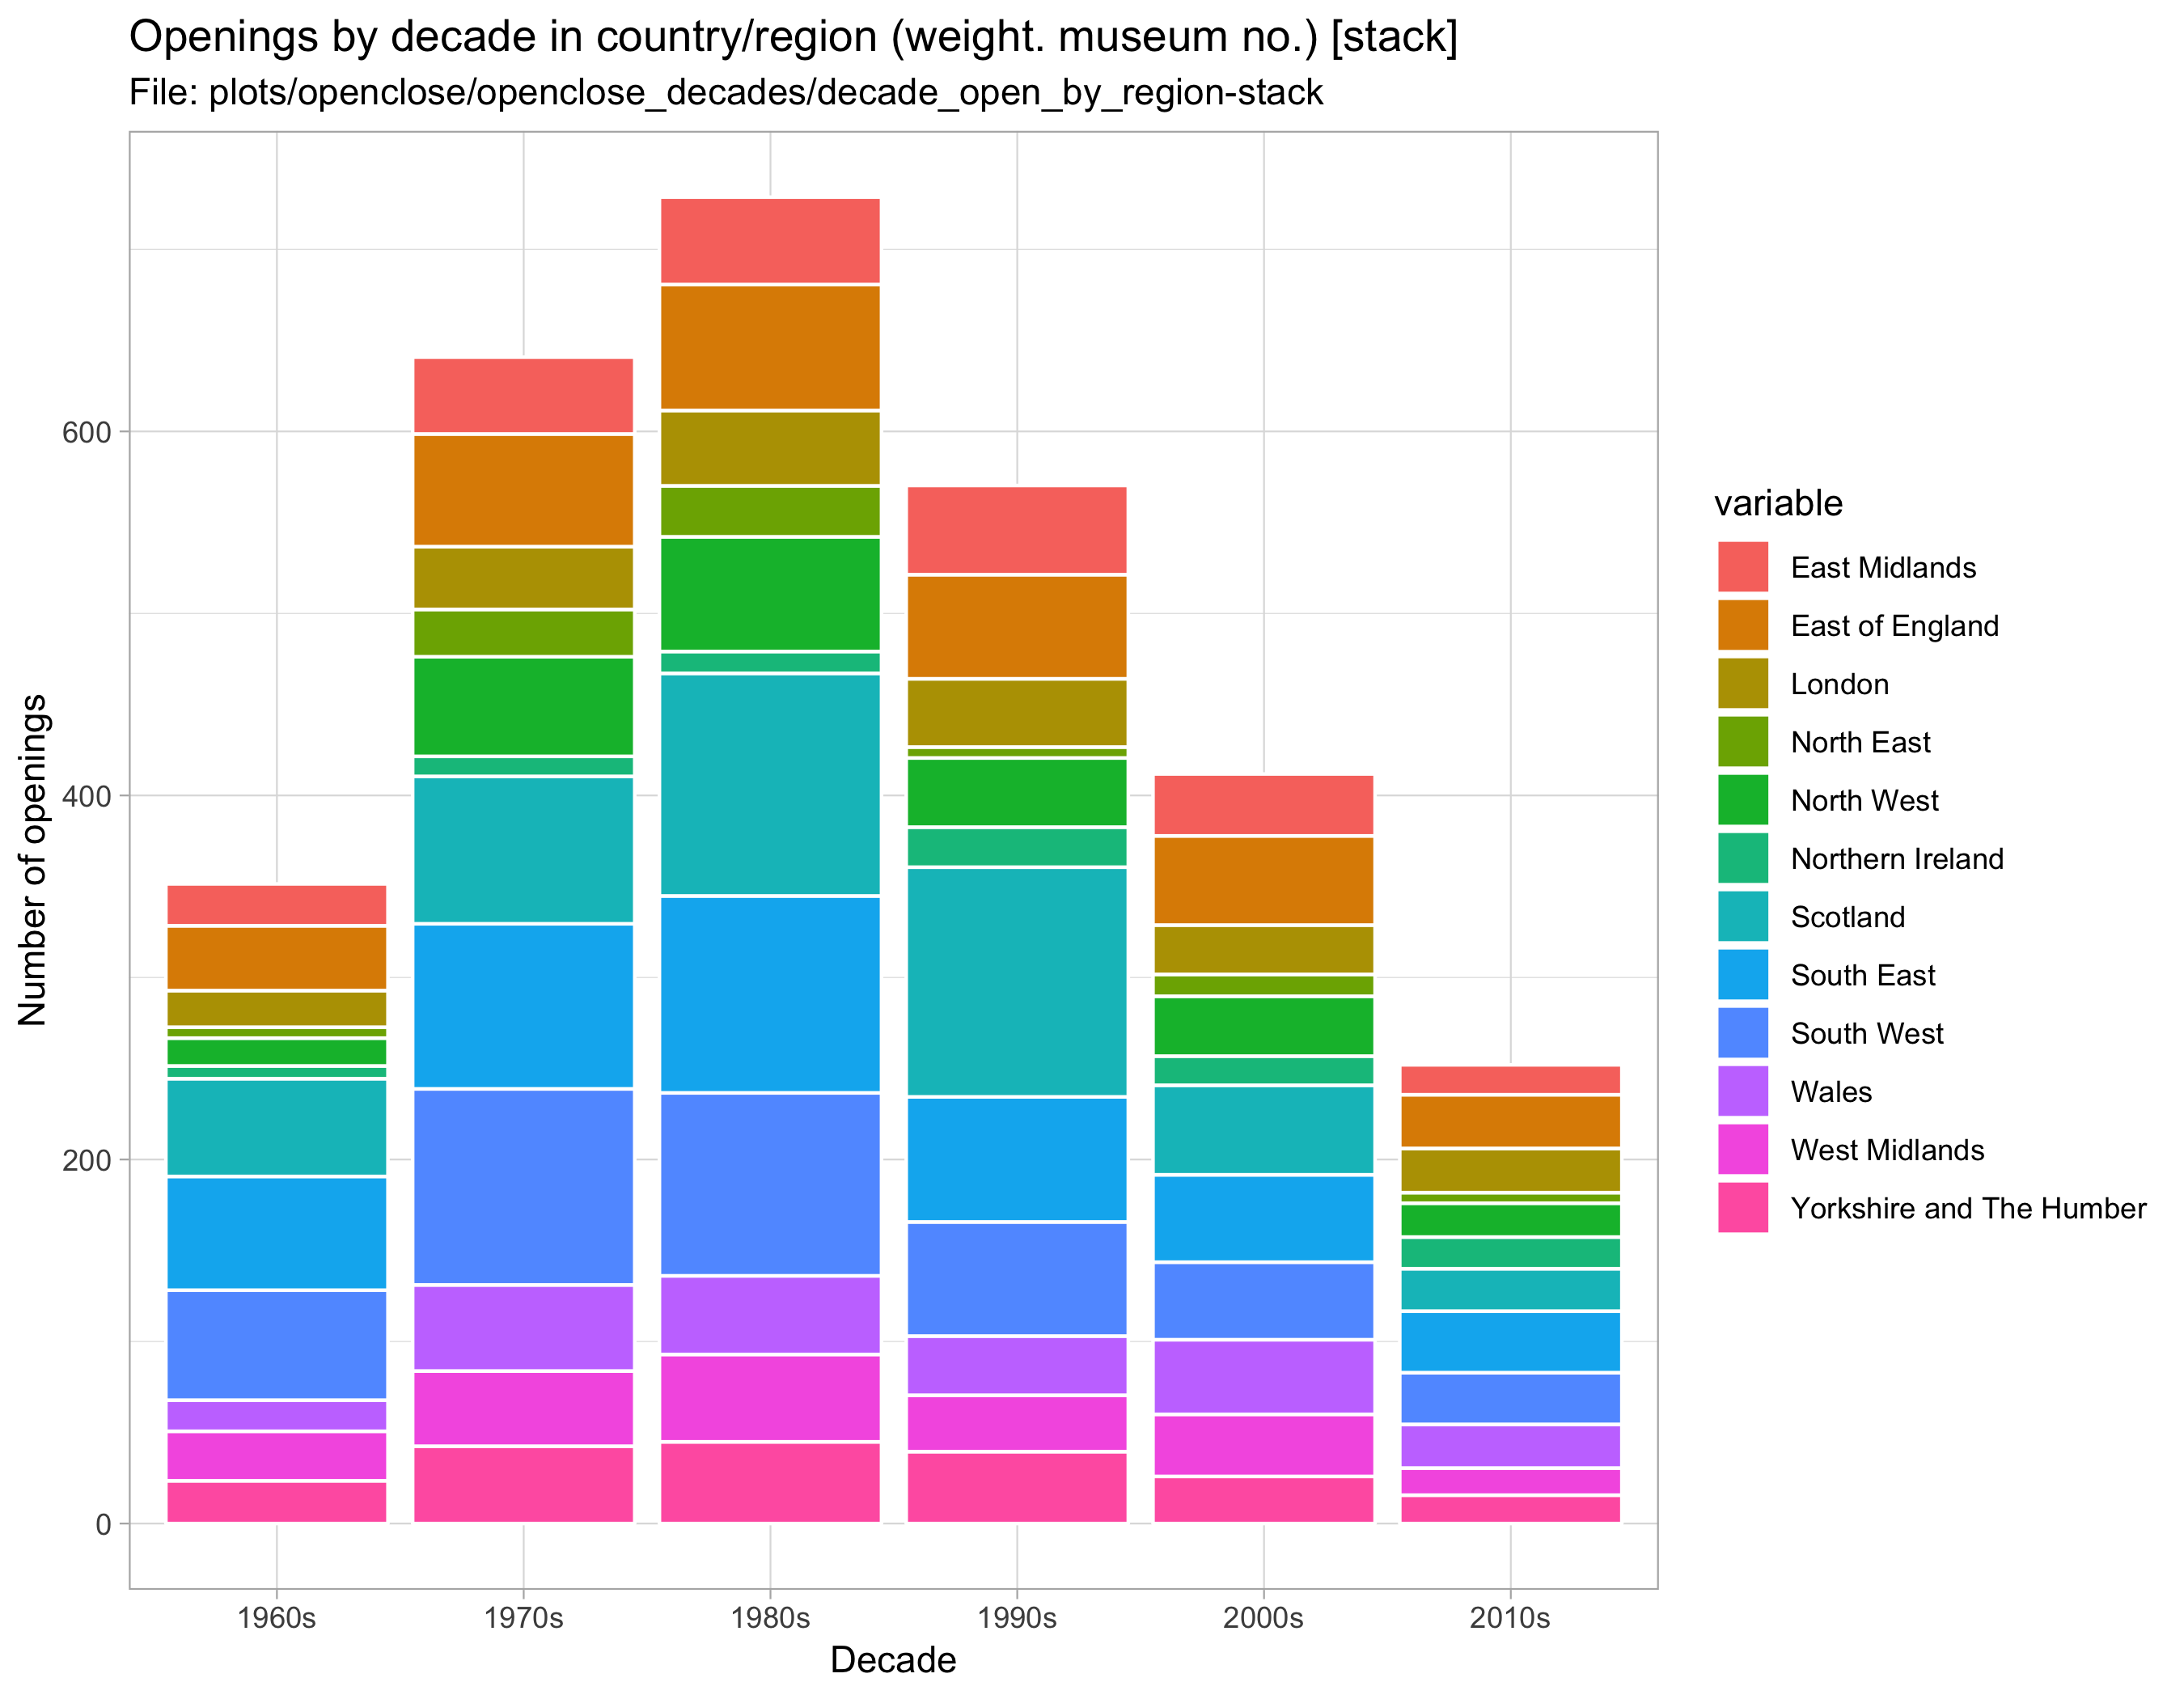 Openings by decade in country/region (weight. museum no.) [stack]
File: plots/openclose/openclose_decades/decade_open_by_region-stack
Number of openings
600
400
200
0
1960s 1970s 1980s 1990s 2000s 2010s
Decade
variable
East Midlands
East of England
London
North East
North West
Northern Ireland
Scotland
South East
South West
Wales
West Midlands
Yorkshire and The Humber